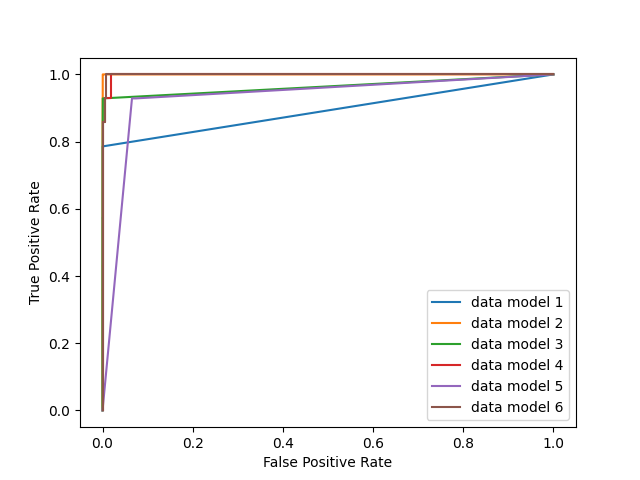 1.0
0.8
0.6
0.4
0.2
0.0
True Positive Rate
data model 1
data model 2
data model 3
data model 4
data model 5
data model 6
0.0 0.2 0.4 0.6 0.8 1.0
False Positive Rate